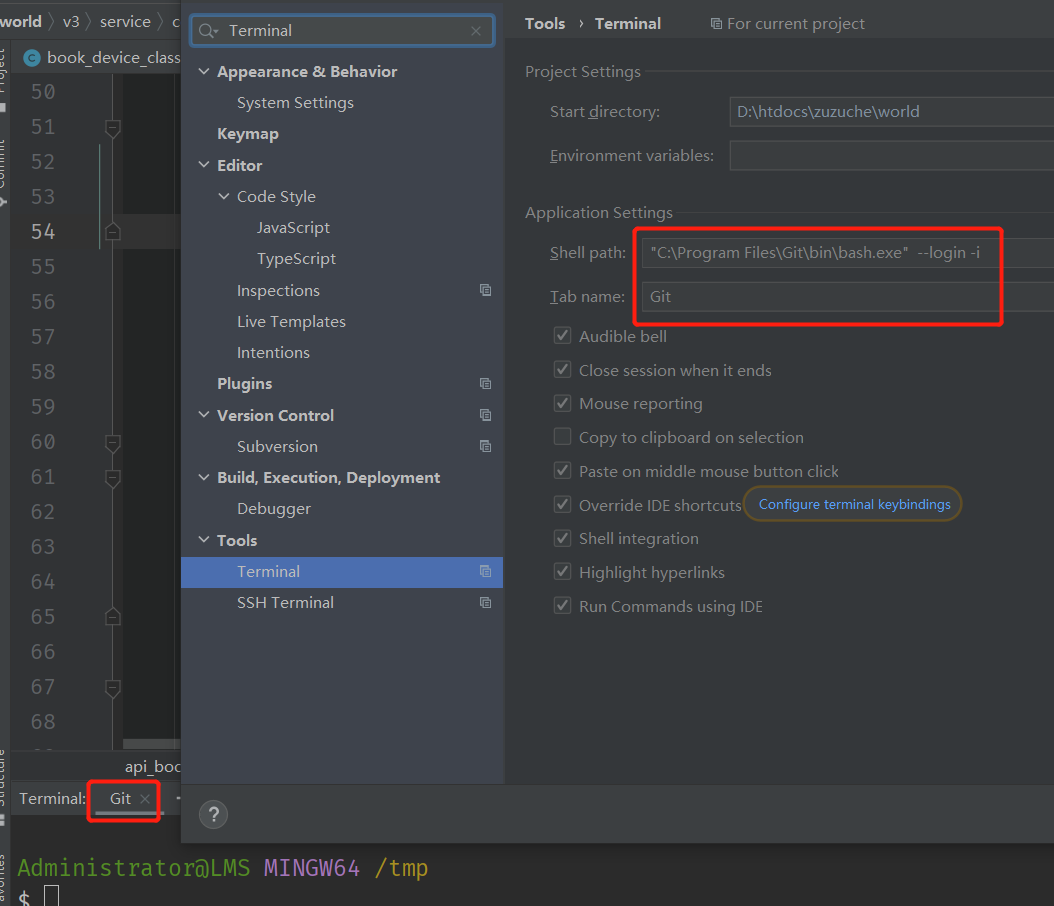 world › v3 › service › c
book_device_class
50
51
52
53
54
55
56
57
58
59
60
61
62
63
64
65
66
67
68
api_boo
Terminal
Appearance & Behavior
System Settings
Keymap
Editor
Code Style
JavaScript
TypeScript
Inspections
Live Templates
Intentions
Plugins
Version Control
Subversion
Build, Execution, Deployment
Debugger
Tools
Terminal
SSH Terminal
?
Tools › Terminal For current project
Project Settings
Start directory: D:\htdocs\zuzuche\world
Environment variables:
Application Settings
Shell path: "C:\Program Files\Git\bin\bash.exe" --login -i
Tab name: Git
Audible bell
Close session when it ends
Mouse reporting
Copy to clipboard on selection
Paste on middle mouse button click
Override IDE shortcuts Configure terminal keybindings
Shell integration
Highlight hyperlinks
Run Commands using IDE
Terminal: Git
Administrator@LMS MINGW64 /tmp
$